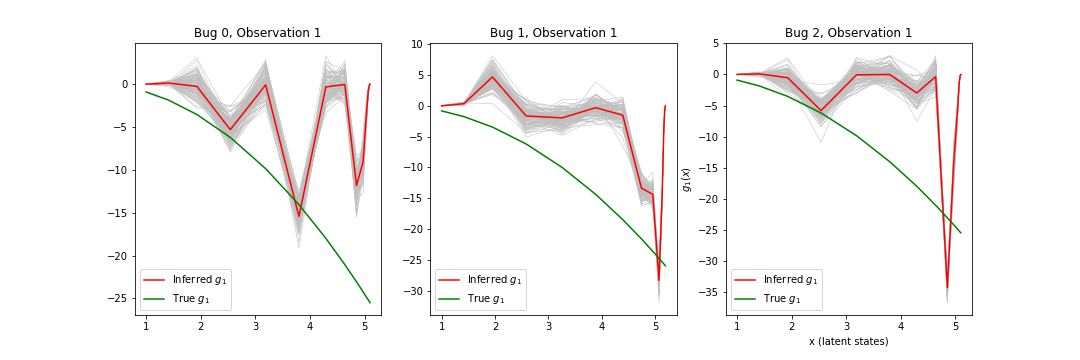 Bug 0, Observation 1
0
−5
−10
−15
−20
−25
1 2 3 4 5
Inferred g₁
True g₁
Bug 1, Observation 1
10
5
0
−5
−10
−15
−20
−25
−30
1 2 3 4 5
Inferred g₁
True g₁
Bug 2, Observation 1
g₁(x)
5
0
−5
−10
−15
−20
−25
−30
−35
1 2 3 4 5
x (latent states)
Inferred g₁
True g₁